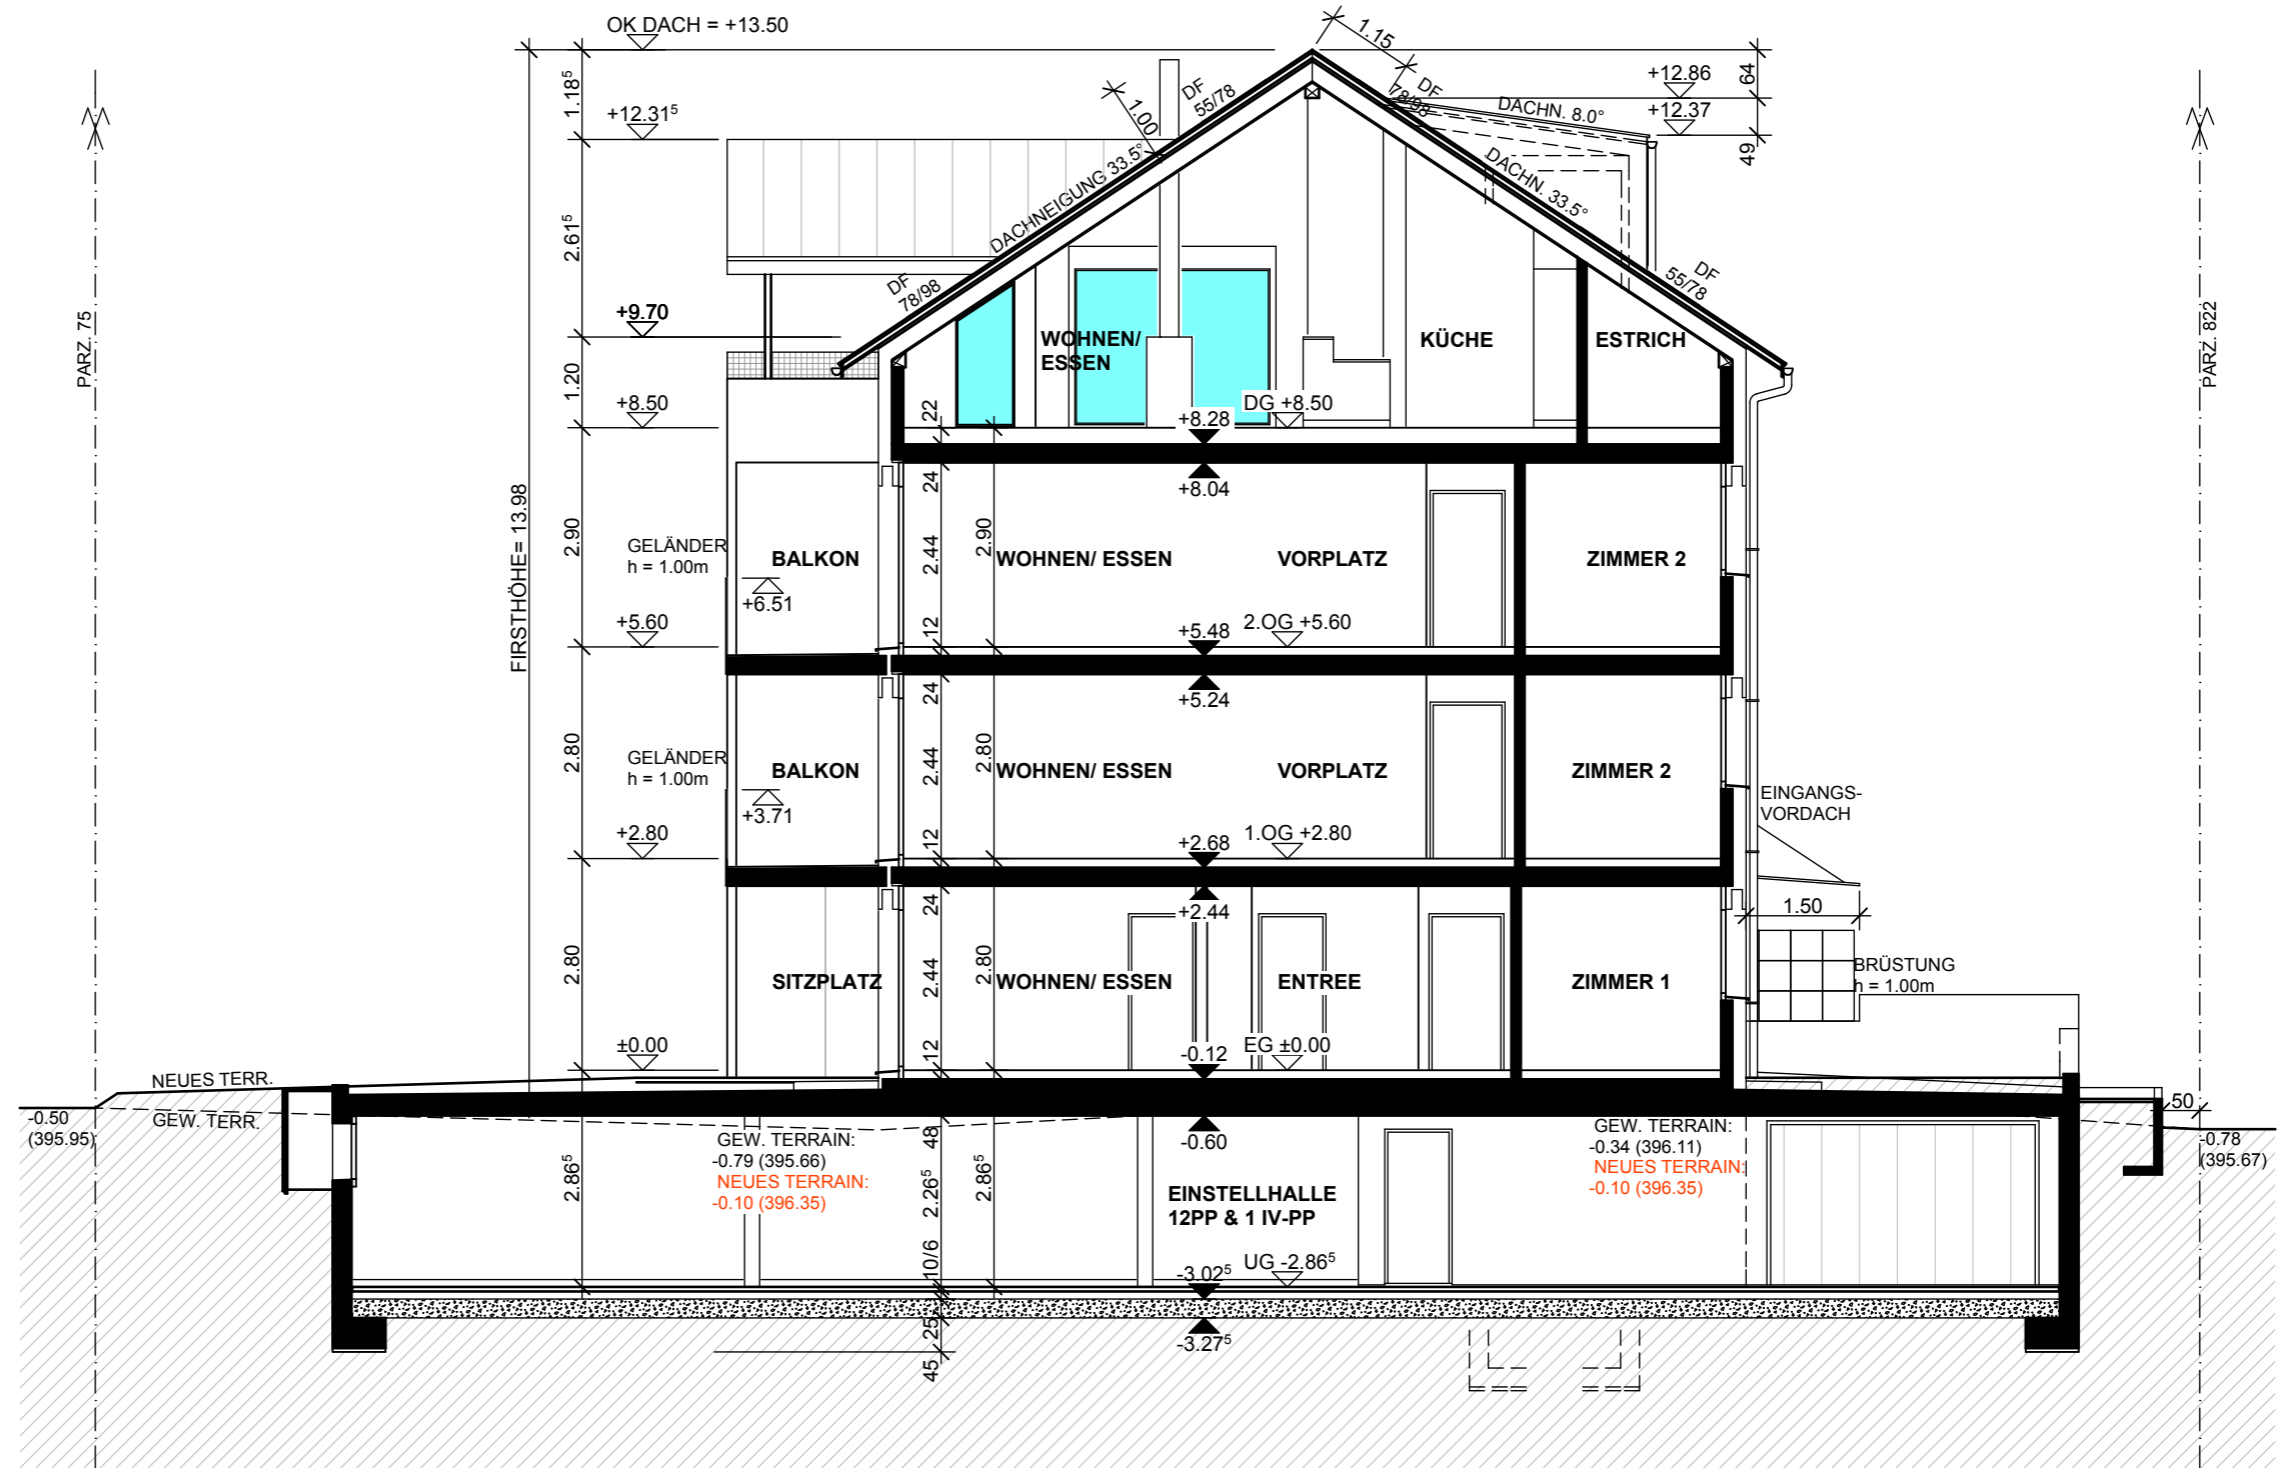 OK DACH = +13.50
1.15
64
+12.86
DF
78/98
DACHN. 8.0°
+12.37
49
1.18⁵
+12.31⁵
1.00
DF
55/78
DACHNEIGUNG 33.5°
DACHN. 33.5°
2.61⁵
DF
78/98
DF
55/78
PARZ. 75
PARZ. 822
+9.70
WOHNEN/
ESSEN
KÜCHE
ESTRICH
1.20
+8.50
22
+8.28
DG +8.50
24
+8.04
FIRSTHÖHE= 13.98
2.90
GELÄNDER
h = 1.00m
BALKON
2.44
2.90
WOHNEN/ ESSEN
VORPLATZ
ZIMMER 2
+6.51
+5.60
12
+5.48
2.OG +5.60
24
+5.24
2.80
GELÄNDER
h = 1.00m
BALKON
2.44
2.80
WOHNEN/ ESSEN
VORPLATZ
ZIMMER 2
+3.71
EINGANGS-
VORDACH
+2.80
12
+2.68
1.OG +2.80
24
+2.44
1.50
2.80
SITZPLATZ
2.44
2.80
WOHNEN/ ESSEN
ENTREE
ZIMMER 1
BRÜSTUNG
h = 1.00m
±0.00
12
-0.12
EG ±0.00
NEUES TERR.
GEW. TERR.
-0.50
(395.95)
50
-0.78
(395.67)
48
-0.60
GEW. TERRAIN:
-0.79 (395.66)
NEUES TERRAIN:
-0.10 (396.35)
GEW. TERRAIN:
-0.34 (396.11)
NEUES TERRAIN:
-0.10 (396.35)
2.86⁵
2.26⁵
2.86⁵
EINSTELLHALLE
12PP & 1 IV-PP
10/6
-3.02⁵
UG -2.86⁵
25
-3.27⁵
45